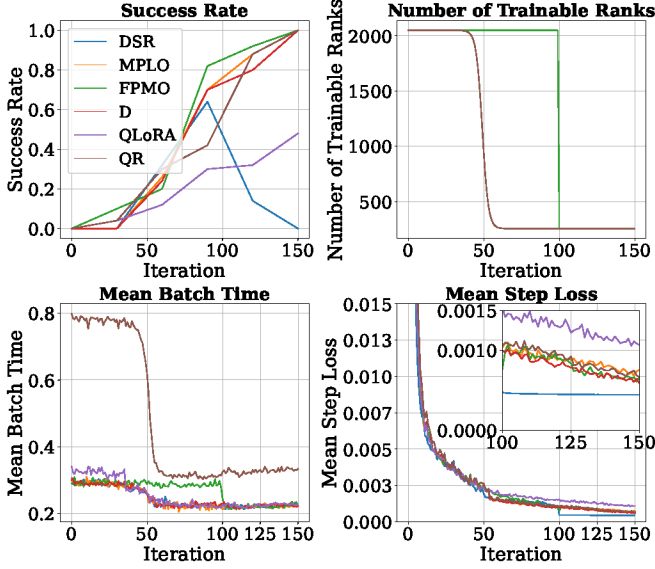 Success Rate
Success Rate
1.0
0.8
0.6
0.4
0.2
0.0
DSR
MPLO
FPMO
D
QLoRA
QR
0
50
100
150
Iteration
Number of Trainable Ranks
Number of Trainable Ranks
2000
1500
1000
500
0
50
100
150
Iteration
Mean Batch Time
Mean Batch Time
0.8
0.6
0.4
0.2
0
50
100
125
150
Iteration
Mean Step Loss
Mean Step Loss
0.015
0.013
0.010
0.007
0.005
0.003
0.000
0.0015
0.0010
0.0000
100
125
150
0
50
100
125
150
Iteration